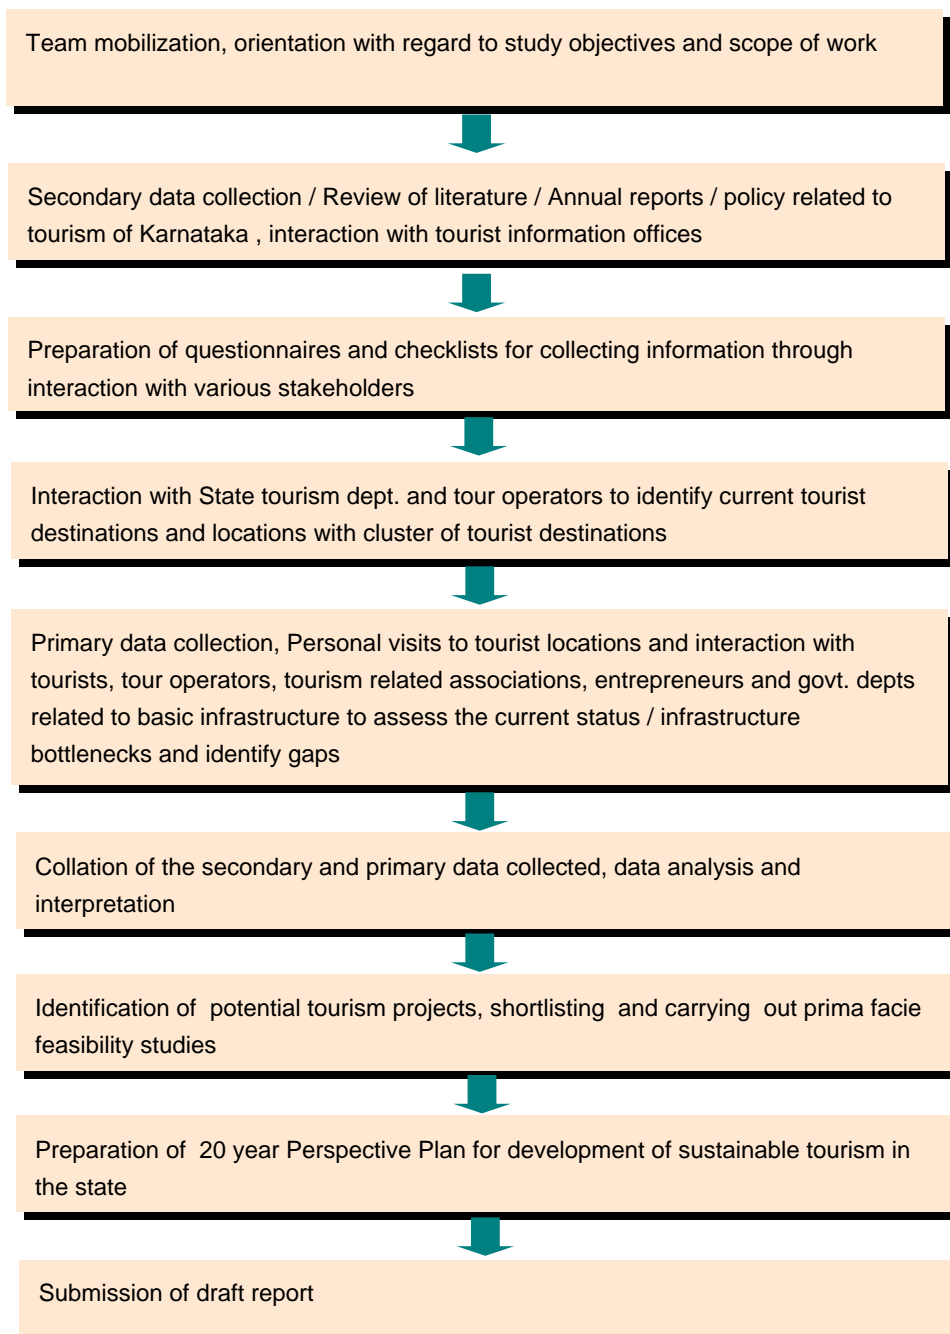 Team mobilization, orientation with regard to study objectives and scope of work
Secondary data collection / Review of literature / Annual reports / policy related to
tourism of Karnataka , interaction with tourist information offices
Preparation of questionnaires and checklists for collecting information through
interaction with various stakeholders
Interaction with State tourism dept. and tour operators to identify current tourist
destinations and locations with cluster of tourist destinations
Primary data collection, Personal visits to tourist locations and interaction with
tourists, tour operators, tourism related associations, entrepreneurs and govt. depts
related to basic infrastructure to assess the current status / infrastructure
bottlenecks and identify gaps
Collation of the secondary and primary data collected, data analysis and
interpretation
Identification of  potential tourism projects, shortlisting  and carrying  out prima facie
feasibility studies
Preparation of  20 year Perspective Plan for development of sustainable tourism in
the state
Submission of draft report